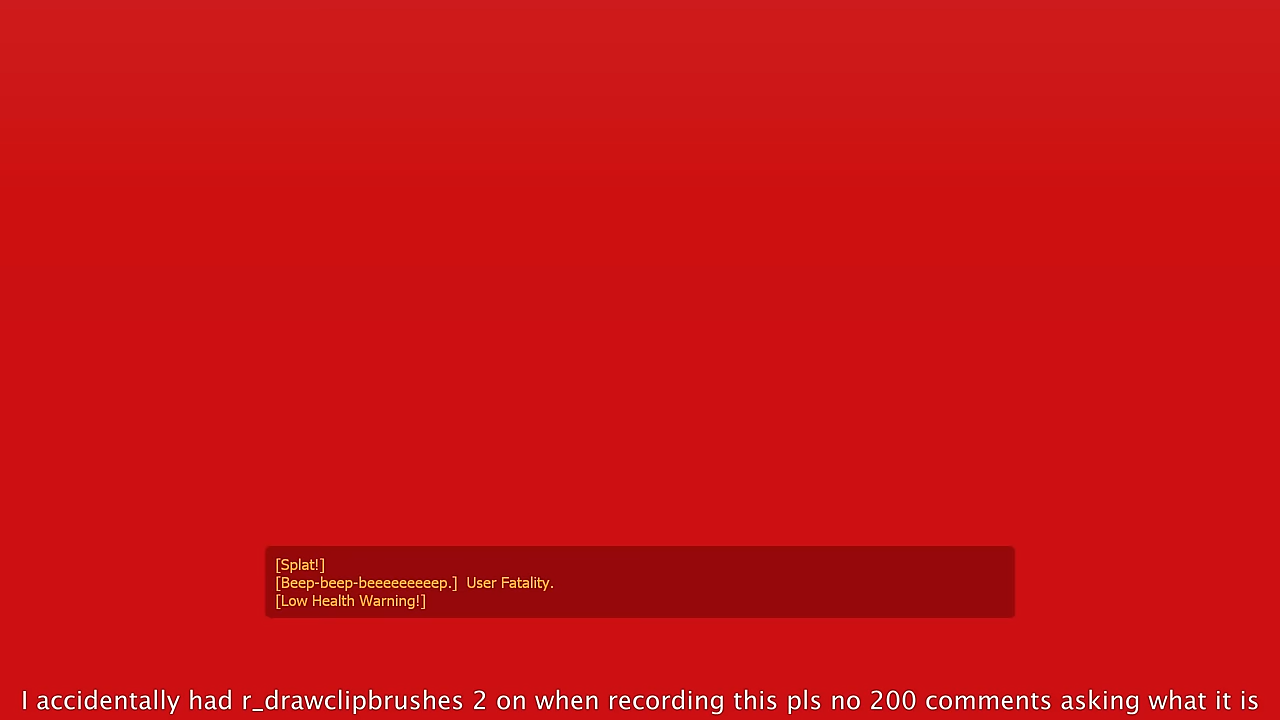 [Splat!]
[Beep-beep-beeeeeeeeep.]  User Fatality.
[Low Health Warning!]
I accidentally had r_drawclipbrushes 2 on when recording this pls no 200 comments asking what it is